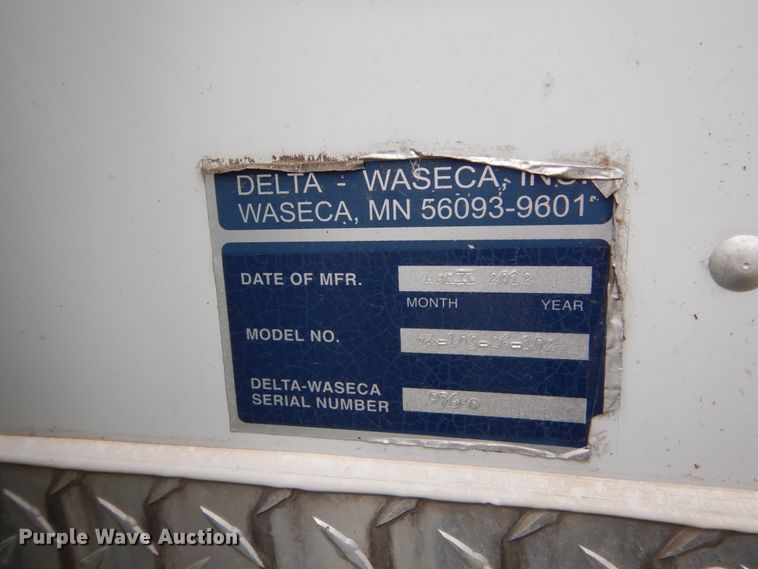 DELTA - WASECA, INC.
WASECA, MN 56093-9601
DATE OF MFR. 2012
MONTH YEAR
MODEL NO.
DELTA-WASECA
SERIAL NUMBER
Purple Wave Auction